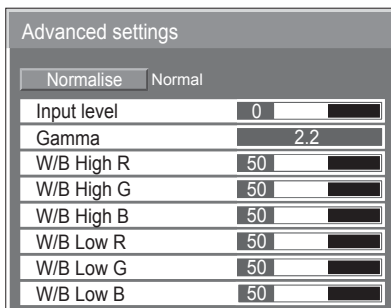 Advanced settings
Normalise Normal
Input level 0
Gamma 2.2
W/B High R 50
W/B High G 50
W/B High B 50
W/B Low R 50
W/B Low G 50
W/B Low B 50